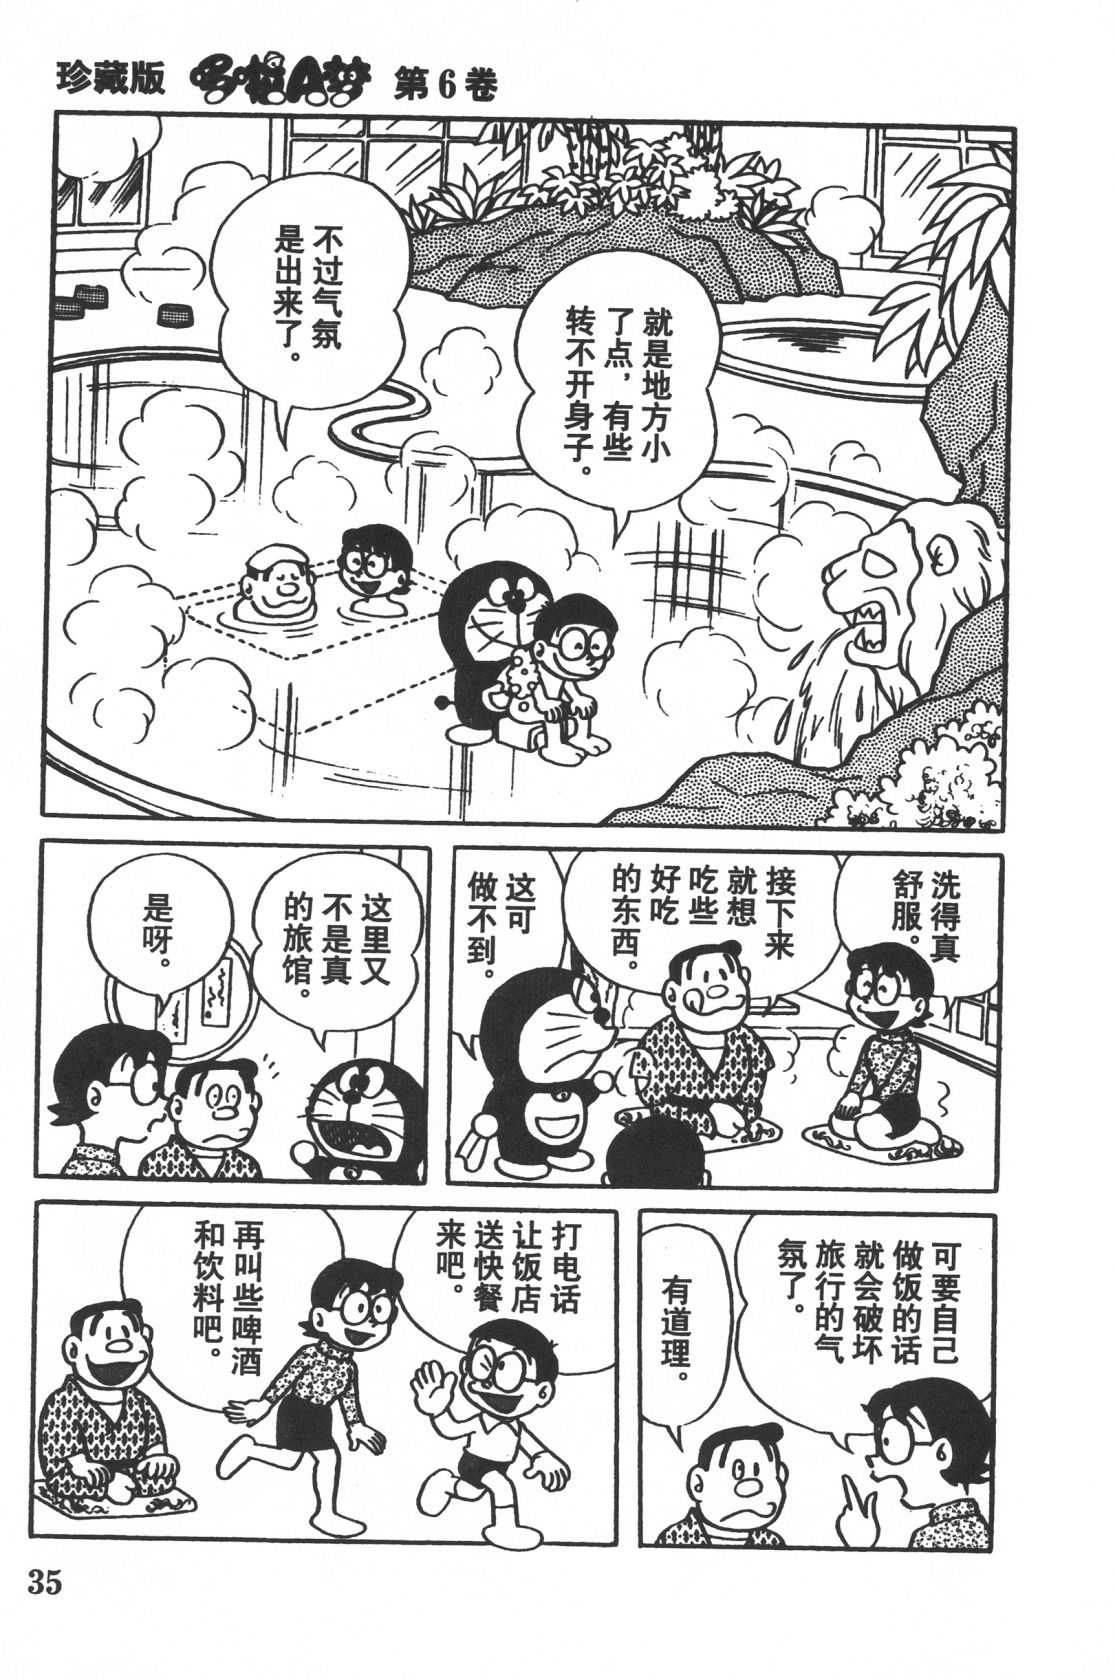 珍藏版 哆啦A梦 第6卷
就是地方小
了点，有些
转不开身子。
不过气氛
是出来了。
洗得真
舒服。
接下来
就想
吃些
好吃
的东西。
这可
做不到。
这里又
不是真
的旅馆。
是呀。
可要自己
做饭的话
就会破坏
旅行的气
氛了。
有道理。
打电话
让饭店
送快餐
来吧。
再叫些啤酒
和饮料吧。
35